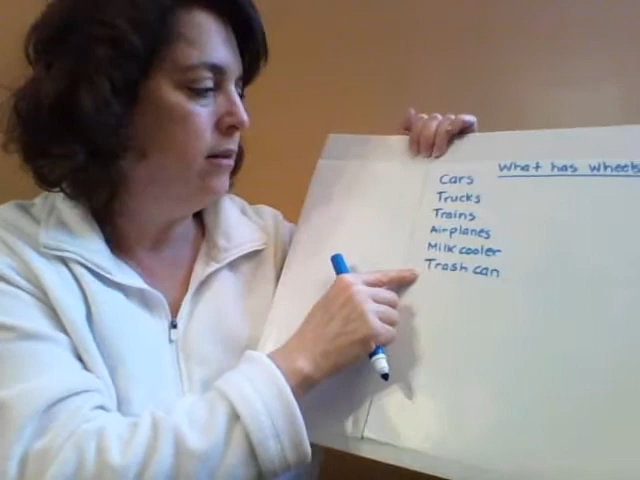 What has wheels
Cars
Trucks
Trains
Airplanes
Milk cooler
Trash can